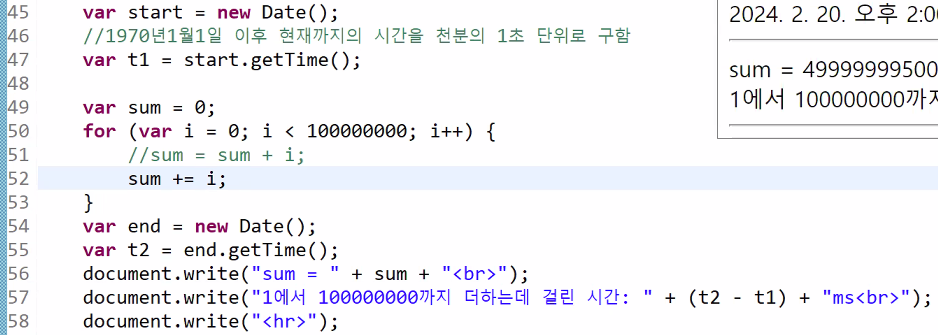 45 var start = new Date();
46 //1970년1월1일 이후 현재까지의 시간을 천분의 1초 단위로 구함
47 var t1 = start.getTime();
48
49 var sum = 0;
50 for (var i = 0; i < 100000000; i++) {
51 //sum = sum + i;
52 sum += i;
53 }
54 var end = new Date();
55 var t2 = end.getTime();
56 document.write("sum = " + sum + "<br>");
57 document.write("1에서 100000000까지 더하는데 걸린 시간: " + (t2 - t1) + "ms<br>");
58 document.write("<hr>");
2024. 2. 20. 오후 2:0
sum = 49999999500
1에서 100000000까지